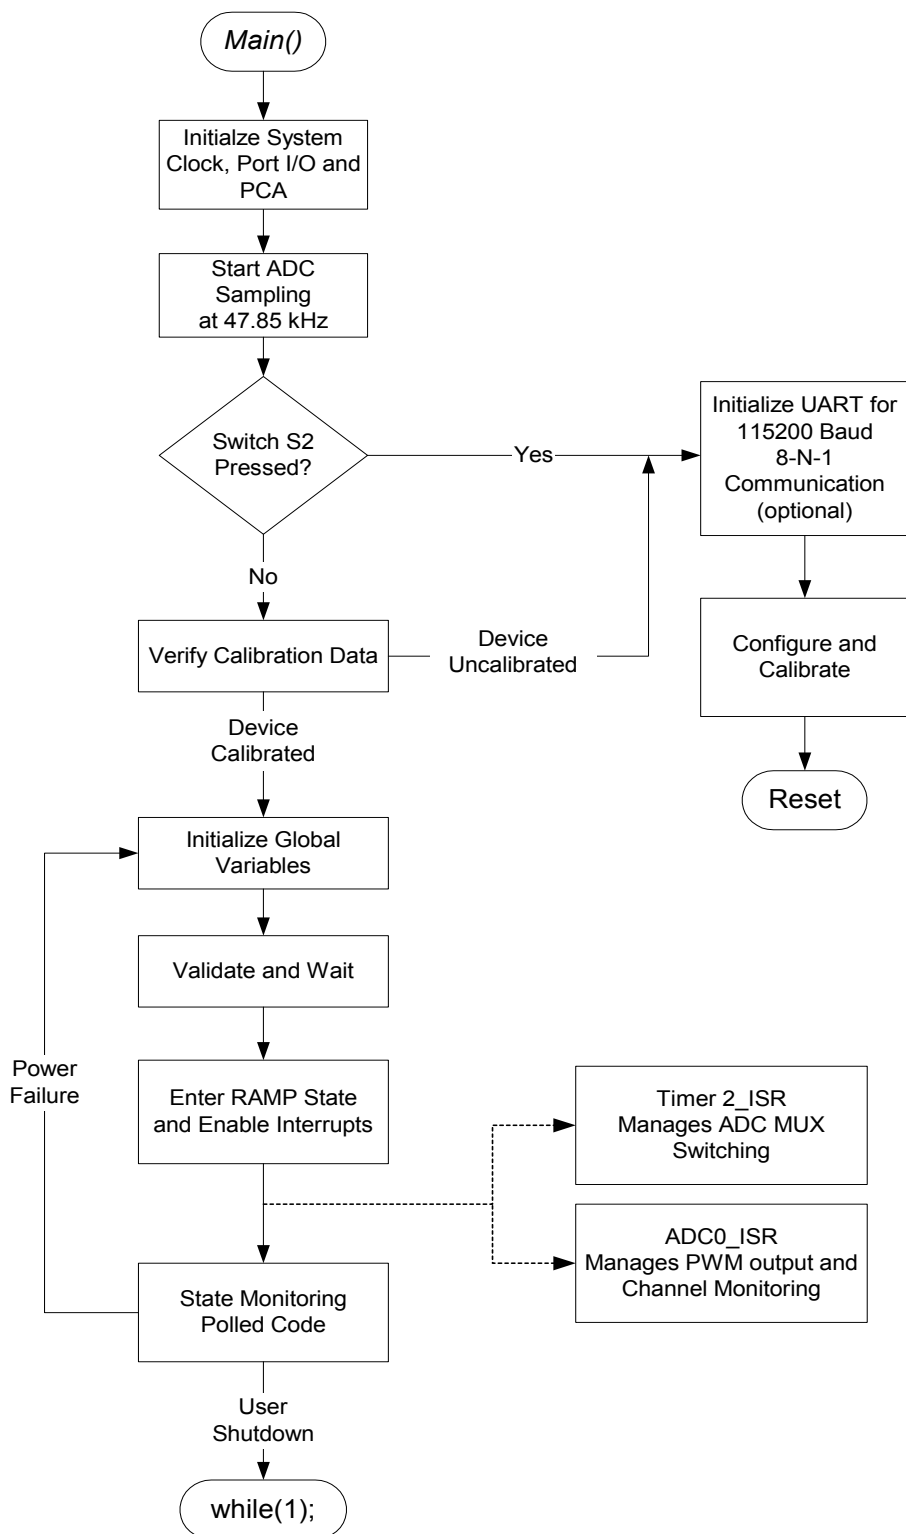 Main()
Initialze System
Clock, Port I/O and
PCA
Start ADC
Sampling
at 47.85 kHz
Switch S2
Pressed?
Yes
Initialize UART for
115200 Baud
8-N-1
Communication
(optional)
No
Verify Calibration Data
Device
Uncalibrated
Configure and
Calibrate
Device
Calibrated
Reset
Initialize Global
Variables
Validate and Wait
Power
Failure
Enter RAMP State
and Enable Interrupts
Timer 2_ISR
Manages ADC MUX
Switching
ADC0_ISR
Manages PWM output and
Channel Monitoring
State Monitoring
Polled Code
User
Shutdown
while(1);